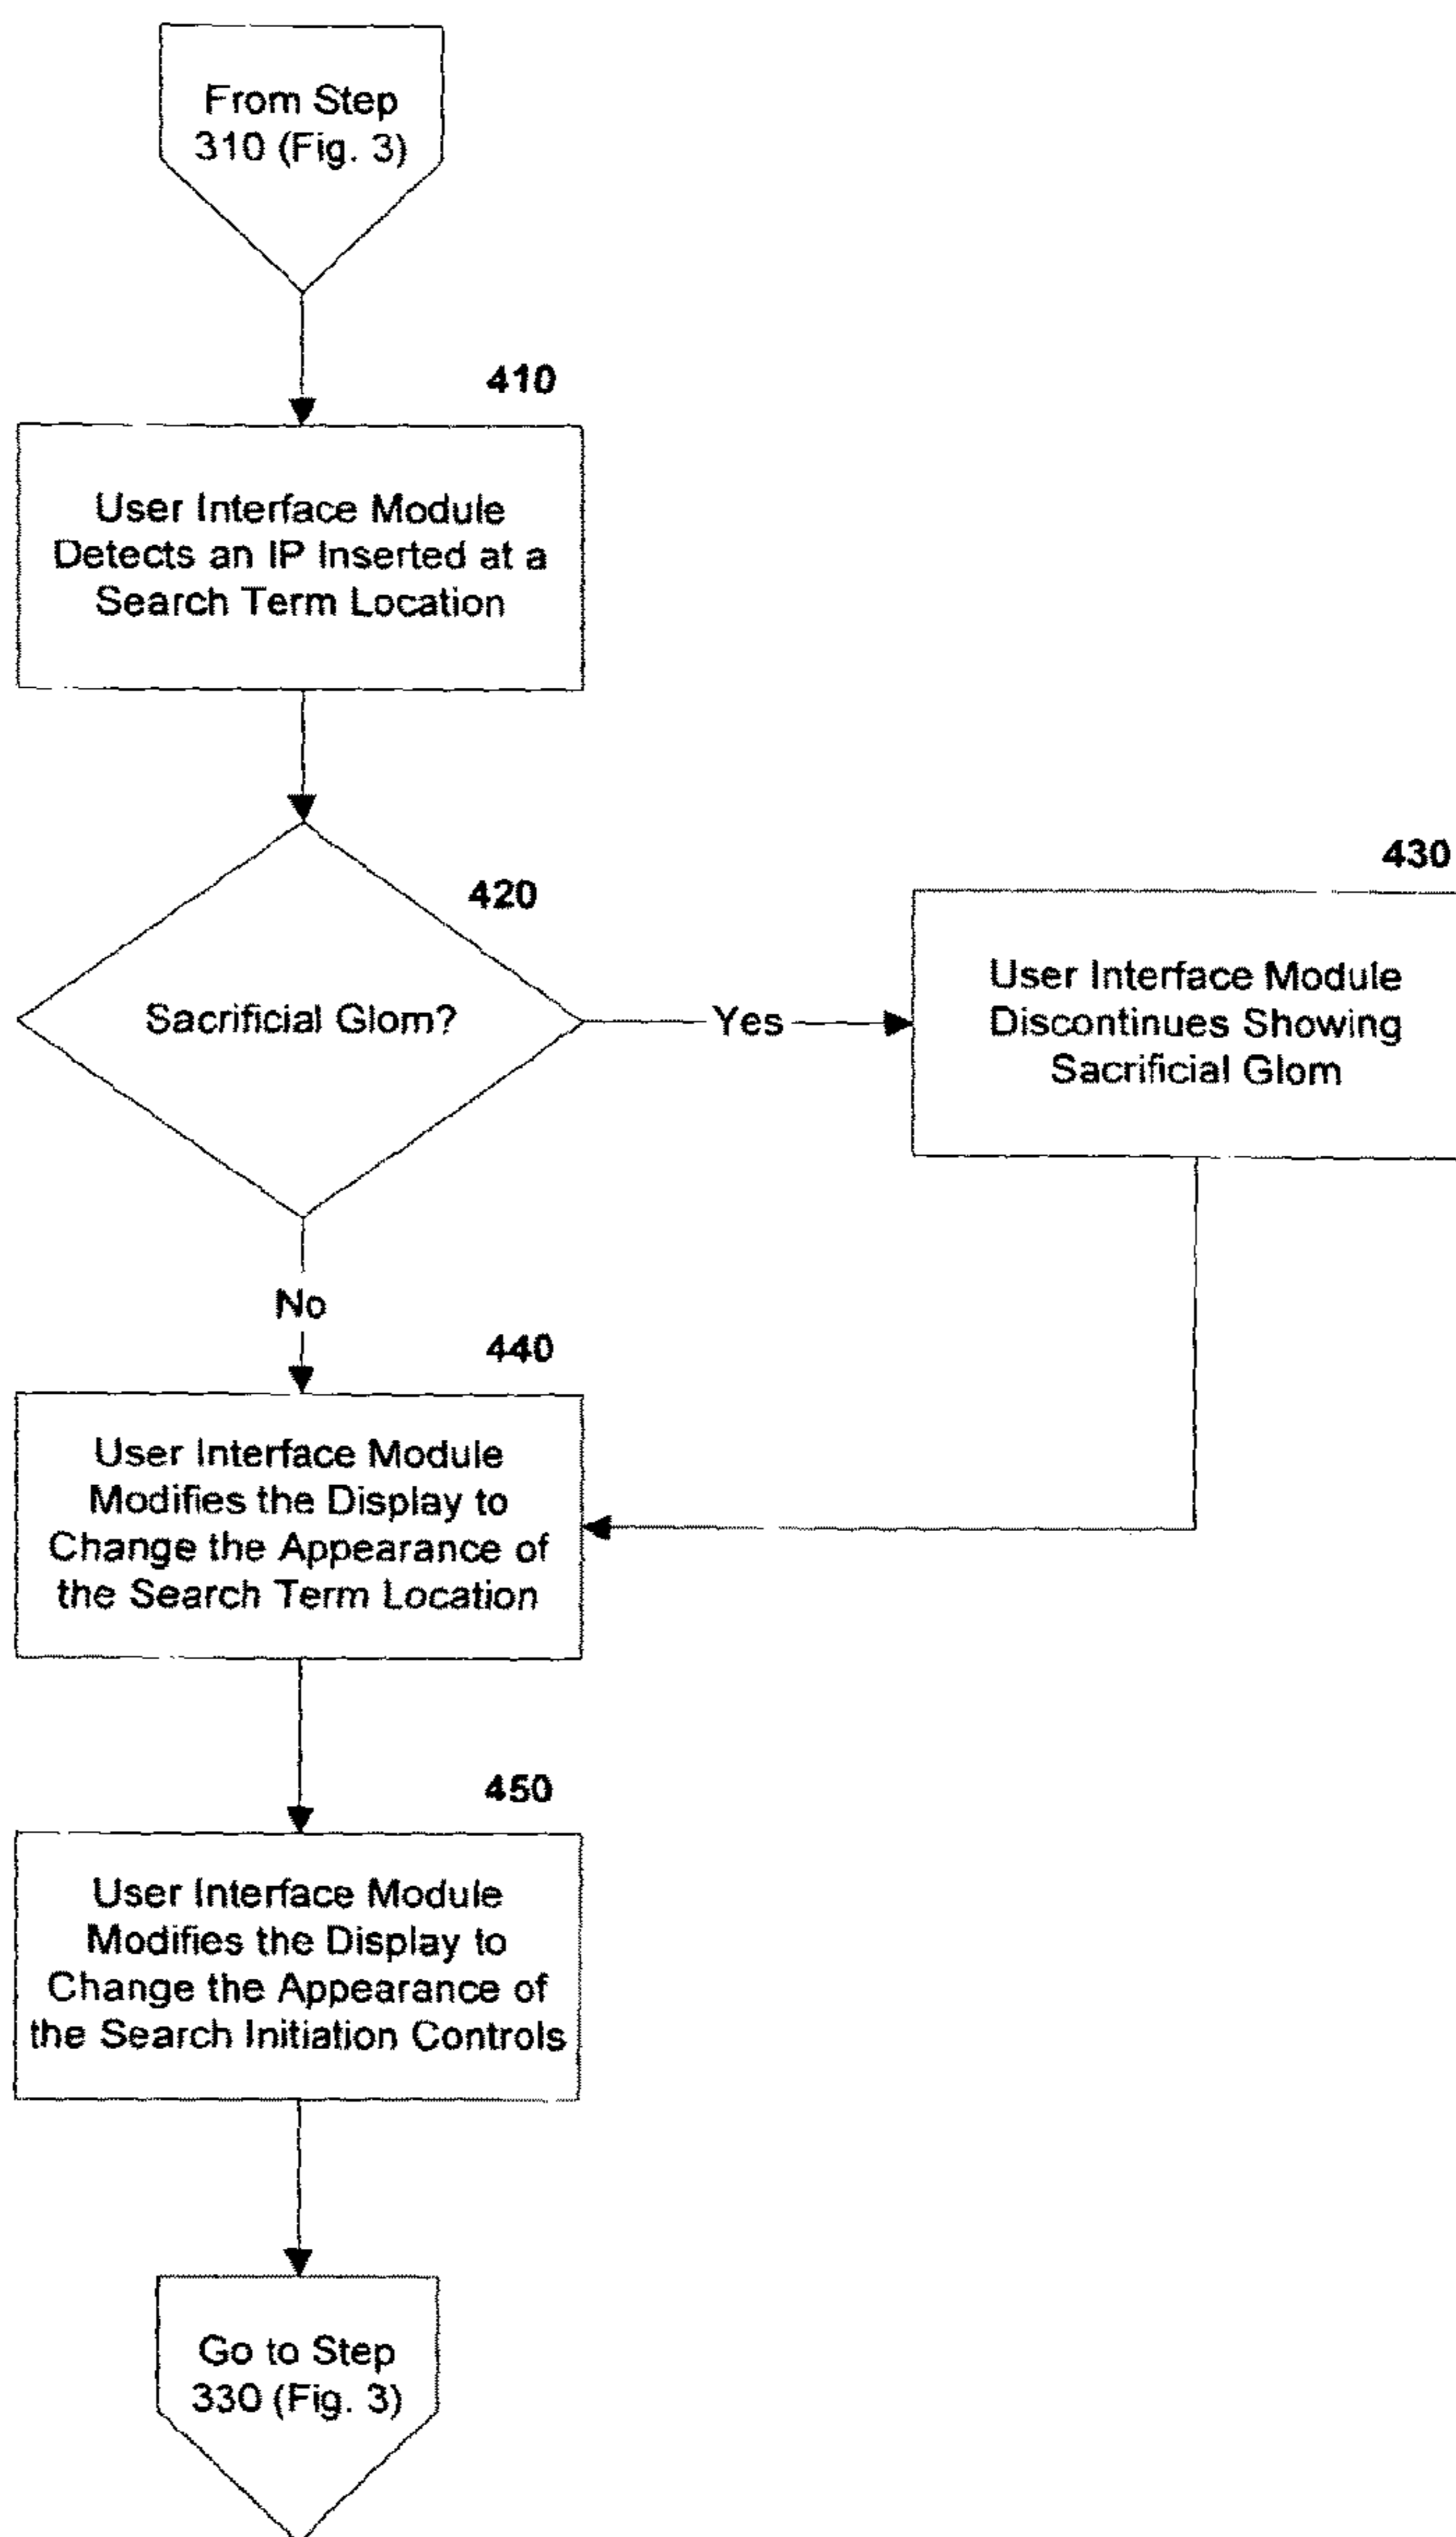 From Step
310 (Fig. 3)
410
User Interface Module
Detects an IP Inserted at a
Search Term Location
420
Sacrificial Glom?
Yes
430
User Interface Module
Discontinues Showing
Sacrificial Glom
No
440
User Interface Module
Modifies the Display to
Change the Appearance of
the Search Term Location
450
User Interface Module
Modifies the Display to
Change the Appearance of
the Search Initiation Controls
Go to Step
330 (Fig. 3)